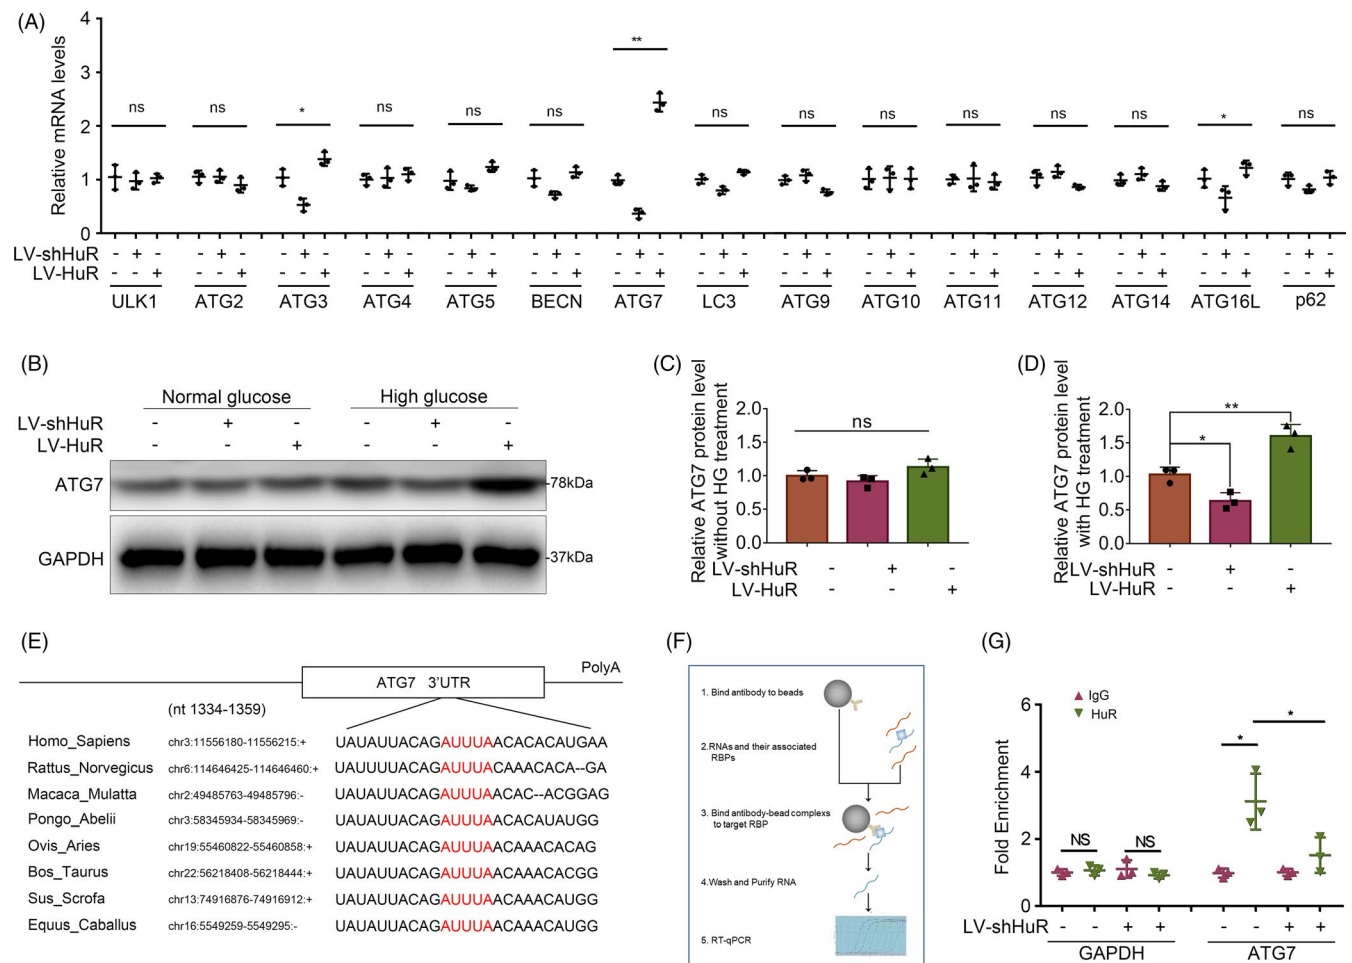 (A)
Relative mRNA levels
4
3
2
1
0
ns ns * ns ns ns ** ns ns ns ns ns ns * ns
LV-shHuR - + - - + - - + - - + - - + - - + - - + - - + - - + - - + - - + - - + - - + - - + - - + -
LV-HuR - - + - - + - - + - - + - - + - - + - - + - - + - - + - - + - - + - - + - - + - - + - - +
ULK1 ATG2 ATG3 ATG4 ATG5 BECN ATG7 LC3 ATG9 ATG10 ATG11 ATG12 ATG14 ATG16L p62
(B)
Normal glucose High glucose
LV-shHuR - + - - + -
LV-HuR - - + - - +
ATG7 -78kDa
GAPDH -37kDa
(C)
Relative ATG7 protein level
without HG treatment
2.0
1.5
1.0
0.5
0.0
ns
LV-shHuR - + -
LV-HuR - - +
(D)
Relative ATG7 protein level
with HG treatment
2.0
1.5
1.0
0.5
0.0
**
*
LV-shHuR - + -
LV-HuR - - +
(E)
PolyA
ATG7 3'UTR
(nt 1334-1359)
Homo_Sapiens chr3:11556180-11556215:+ UAUAUUACAGAUUUAACACACAUGAA
Rattus_Norvegicus chr6:114646425-114646460:+ UAUUUUACAGAUUUACAAACACA--GA
Macaca_Mulatta chr2:49485763-49485796:- UAUAUUACAGAUUUAACAC--ACGGAG
Pongo_Abelii chr3:58345934-58345969:- UAUAUUACAGAUUUAACACAUAUGG
Ovis_Aries chr19:55460822-55460858:+ UAUAUUACAGAUUUAACAAACACAG
Bos_Taurus chr22:56218408-56218444:+ UAUAUUACAGAUUUAACAAACACGG
Sus_Scrofa chr13:74916876-74916912:+ UAUAUUACAGAUUUAACAAACAUGG
Equus_Caballus chr16:5549259-5549295:- UAUAUUACAGAUUUAACAAACAUGG
(F)
1. Bind antibody to beads
2.RNAs and their associated
RBPs
3. Bind antibody-bead complexes
to target RBP
4.Wash and Purify RNA
5. RT-qPCR
(G)
Fold Enrichment
6
4
2
0
IgG
HuR
NS NS * *
LV-shHuR - - + + - - + +
GAPDH ATG7